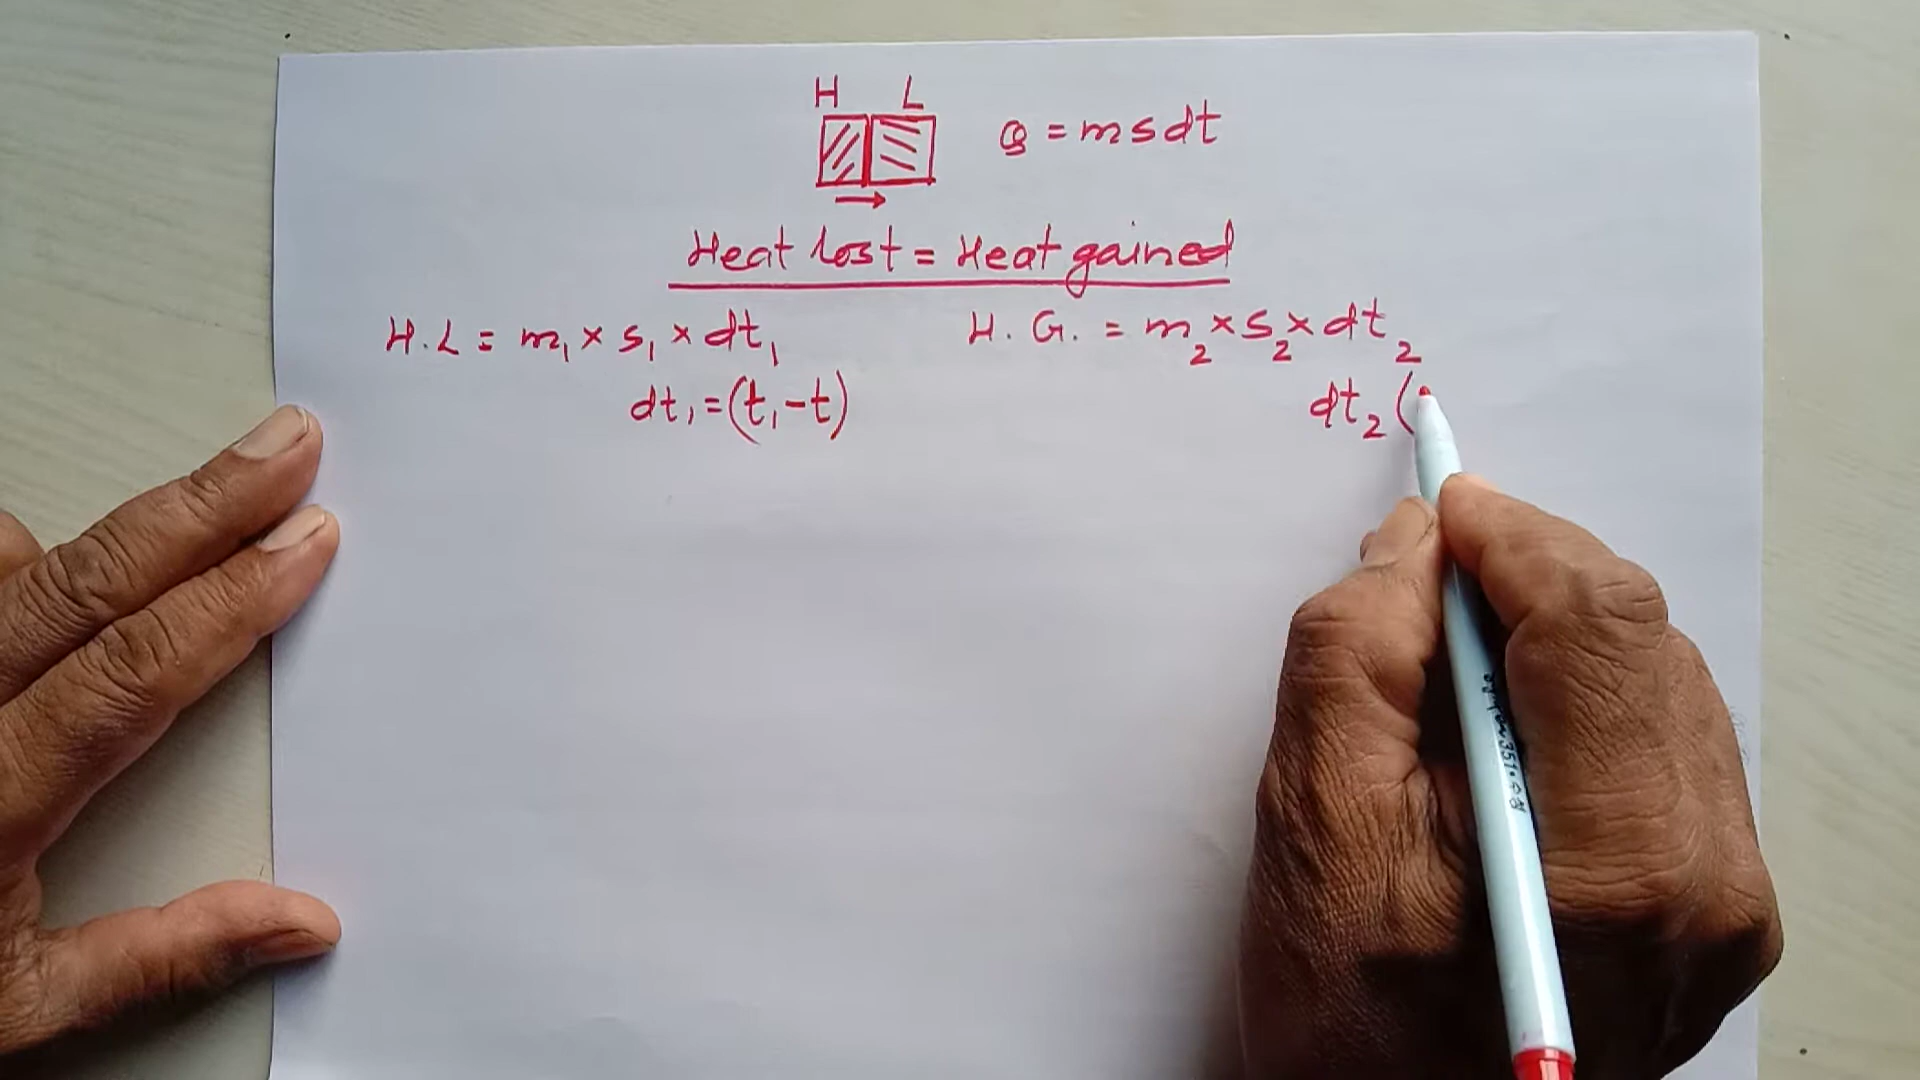 H L
Q = msdt
Heat lost = Heat gained
H.L = m₁ × s₁ × dt₁
H. G. = m₂ × s₂ × dt₂
dt₁ = (t₁ - t)
dt₂ (